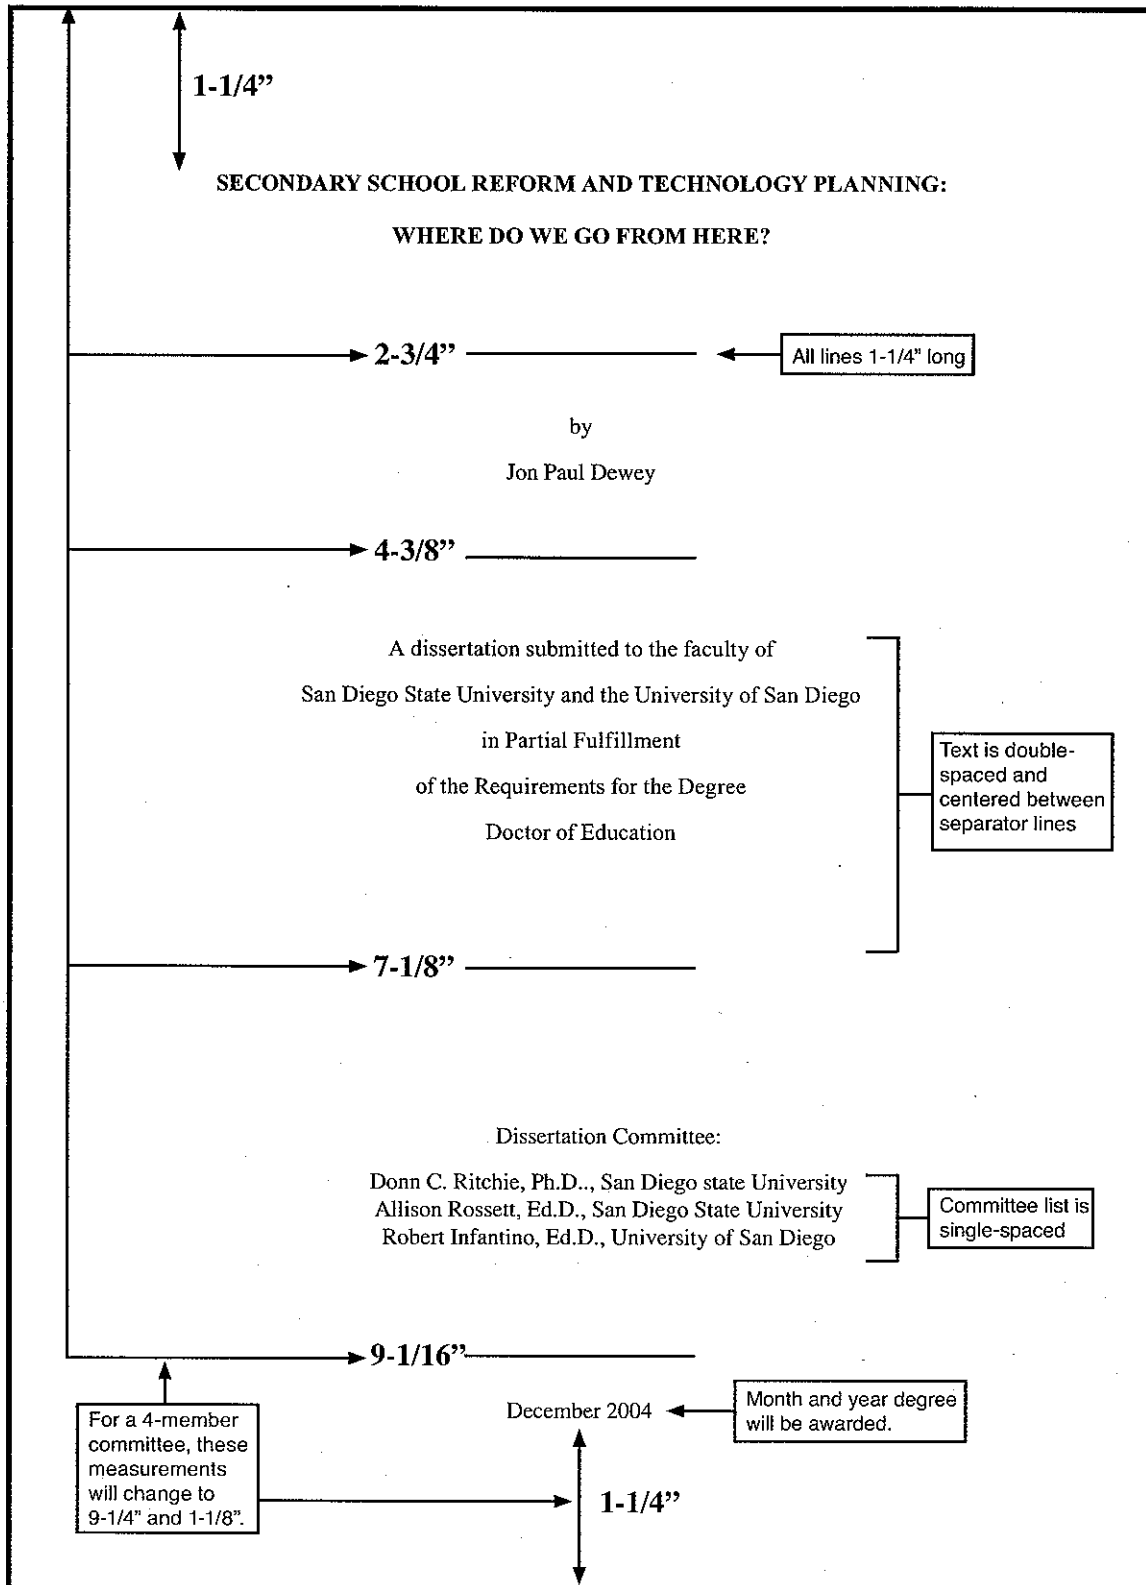 1-1/4”
SECONDARY SCHOOL REFORM AND TECHNOLOGY PLANNING:
WHERE DO WE GO FROM HERE?
2-3/4”
All lines 1-1/4” long
by
Jon Paul Dewey
4-3/8”
A dissertation submitted to the faculty of
San Diego State University and the University of San Diego
in Partial Fulfillment
of the Requirements for the Degree
Doctor of Education
Text is double-
spaced and
centered between
separator lines
7-1/8”
Dissertation Committee:
Donn C. Ritchie, Ph.D.., San Diego state University
Allison Rossett, Ed.D., San Diego State University
Robert Infantino, Ed.D., University of San Diego
Committee list is
single-spaced
9-1/16”
December 2004
Month and year degree
will be awarded.
For a 4-member
committee, these
measurements
will change to
9-1/4” and 1-1/8”.
1-1/4”